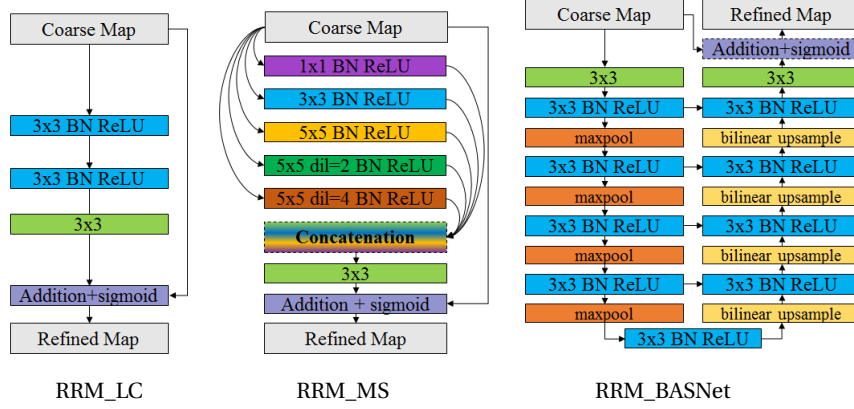 Coarse Map
3x3 BN ReLU
3x3 BN ReLU
3x3
Addition+sigmoid
Refined Map
RRM_LC
Coarse Map
1x1 BN ReLU
3x3 BN ReLU
5x5 BN ReLU
5x5 dil=2 BN ReLU
5x5 dil=4 BN ReLU
Concatenation
3x3
Addition + sigmoid
Refined Map
RRM_MS
Coarse Map
3x3
3x3 BN ReLU
maxpool
3x3 BN ReLU
maxpool
3x3 BN ReLU
maxpool
3x3 BN ReLU
maxpool
3x3 BN ReLU
Refined Map
Addition+sigmoid
3x3
3x3 BN ReLU
bilinear upsample
3x3 BN ReLU
bilinear upsample
3x3 BN ReLU
bilinear upsample
3x3 BN ReLU
bilinear upsample
RRM_BASNet